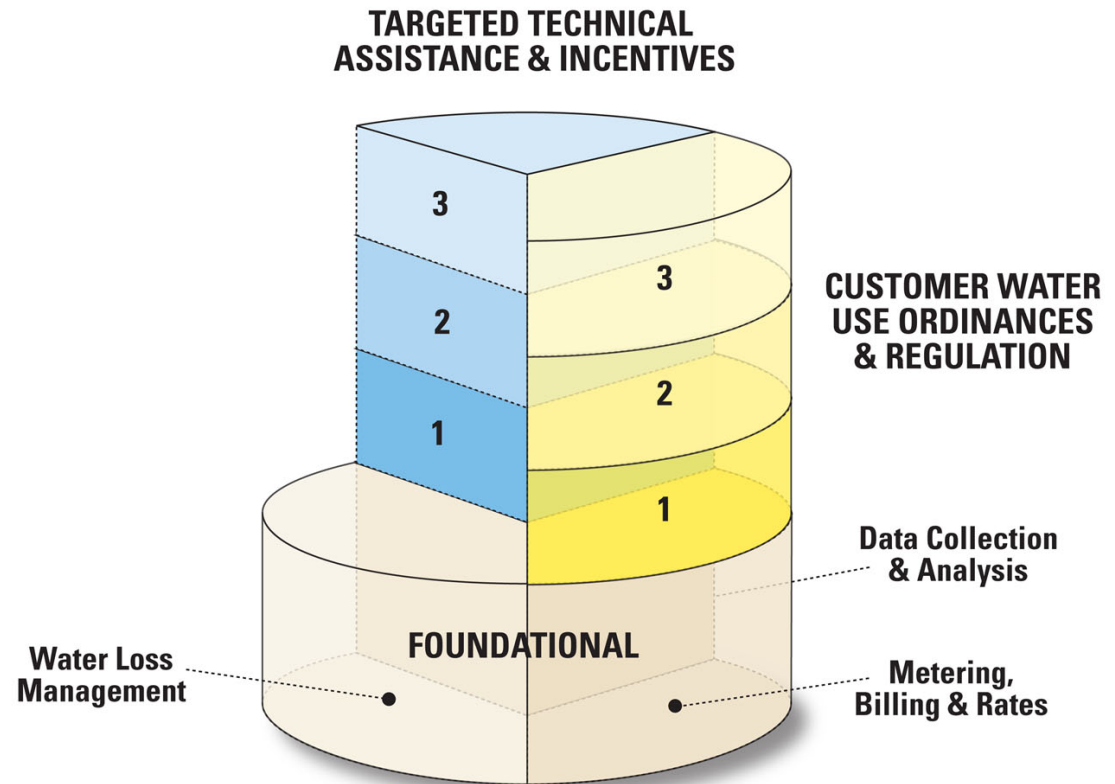 TARGETED TECHNICAL
ASSISTANCE & INCENTIVES
3
2
1
3
2
1
CUSTOMER WATER
USE ORDINANCES
& REGULATION
Data Collection
& Analysis
FOUNDATIONAL
Water Loss
Management
Metering,
Billing & Rates